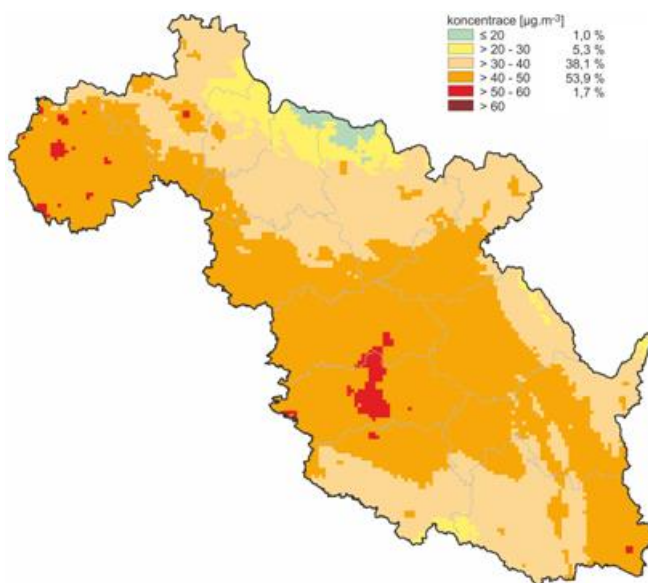 koncentrace [µg.m⁻³]
≤ 20 1,0 %
> 20 - 30 5,3 %
> 30 - 40 38,1 %
> 40 - 50 53,9 %
> 50 - 60 1,7 %
> 60